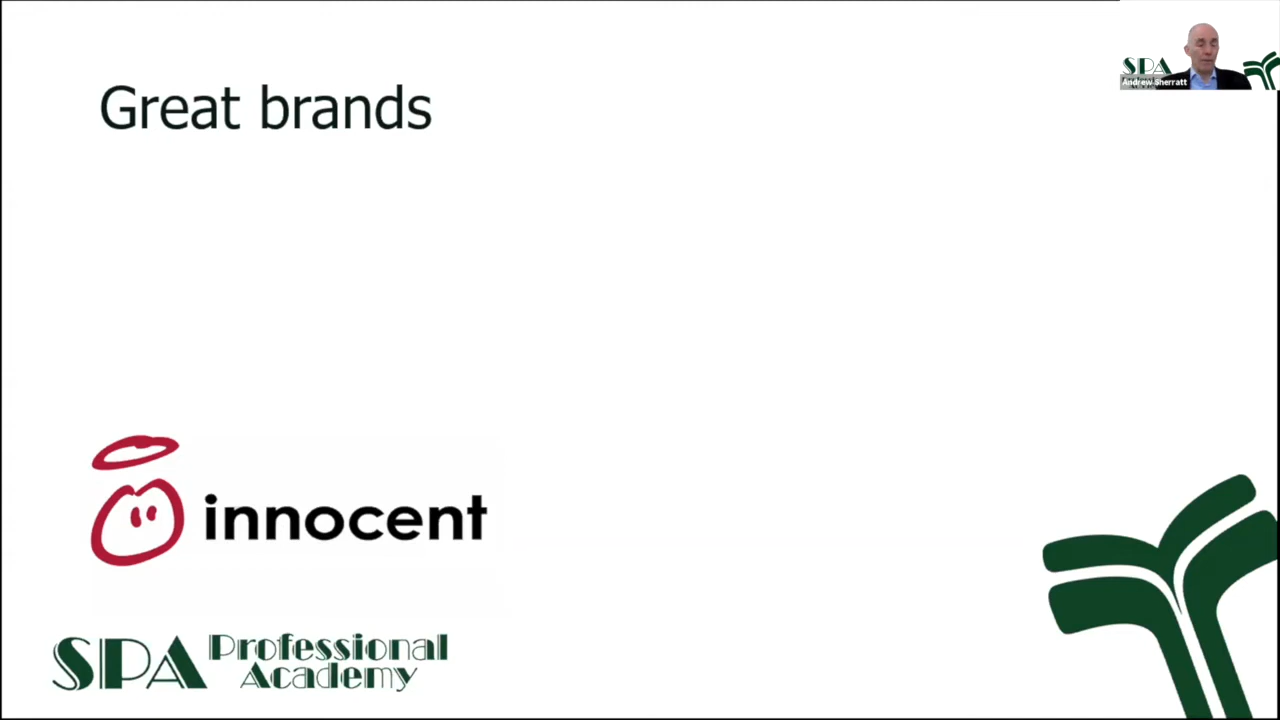 Great brands
SPA
Andrew Sherratt
innocent
SPA Professional
Academy